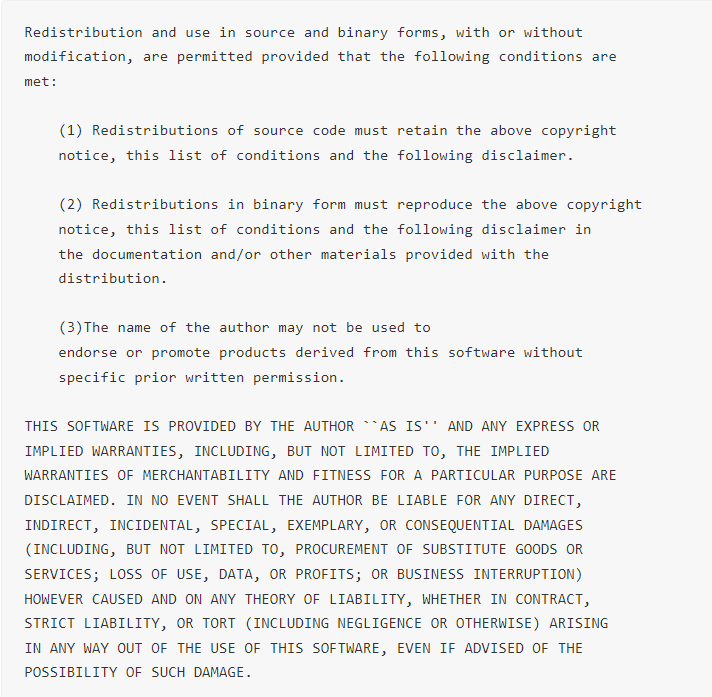 Redistribution and use in source and binary forms, with or without
modification, are permitted provided that the following conditions are
met:
(1) Redistributions of source code must retain the above copyright
notice, this list of conditions and the following disclaimer.
(2) Redistributions in binary form must reproduce the above copyright
notice, this list of conditions and the following disclaimer in
the documentation and/or other materials provided with the
distribution.
(3)The name of the author may not be used to
endorse or promote products derived from this software without
specific prior written permission.
THIS SOFTWARE IS PROVIDED BY THE AUTHOR ``AS IS'' AND ANY EXPRESS OR
IMPLIED WARRANTIES, INCLUDING, BUT NOT LIMITED TO, THE IMPLIED
WARRANTIES OF MERCHANTABILITY AND FITNESS FOR A PARTICULAR PURPOSE ARE
DISCLAIMED. IN NO EVENT SHALL THE AUTHOR BE LIABLE FOR ANY DIRECT,
INDIRECT, INCIDENTAL, SPECIAL, EXEMPLARY, OR CONSEQUENTIAL DAMAGES
(INCLUDING, BUT NOT LIMITED TO, PROCUREMENT OF SUBSTITUTE GOODS OR
SERVICES; LOSS OF USE, DATA, OR PROFITS; OR BUSINESS INTERRUPTION)
HOWEVER CAUSED AND ON ANY THEORY OF LIABILITY, WHETHER IN CONTRACT,
STRICT LIABILITY, OR TORT (INCLUDING NEGLIGENCE OR OTHERWISE) ARISING
IN ANY WAY OUT OF THE USE OF THIS SOFTWARE, EVEN IF ADVISED OF THE
POSSIBILITY OF SUCH DAMAGE.